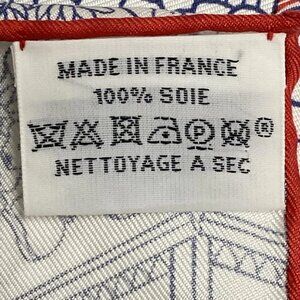 MADE IN FRANCE
100% SOIE
Ⓟ ®
NETTOYAGE A SEC